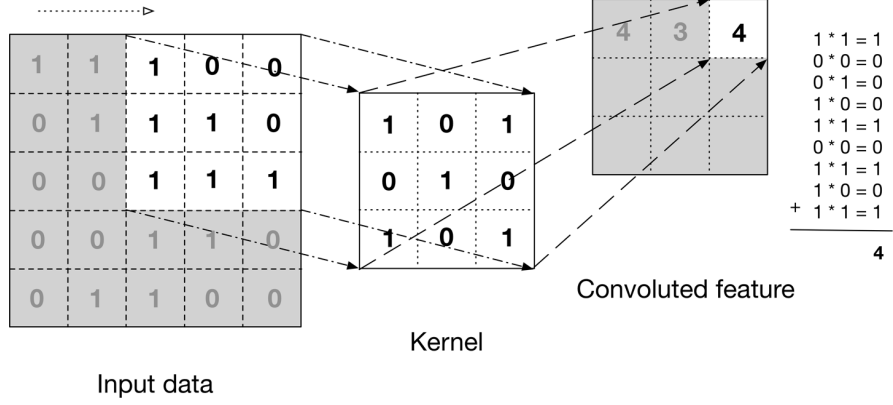 1 1 1 0 0
0 1 1 1 0
0 0 1 1 1
0 0 1 1 0
0 1 1 0 0
Input data
1 0 1
0 1 0
1 0 1
Kernel
4 3 4
Convoluted feature
1 * 1 = 1
0 * 0 = 0
0 * 1 = 0
1 * 0 = 0
1 * 1 = 1
0 * 0 = 0
1 * 1 = 1
1 * 0 = 0
+ 1 * 1 = 1
4